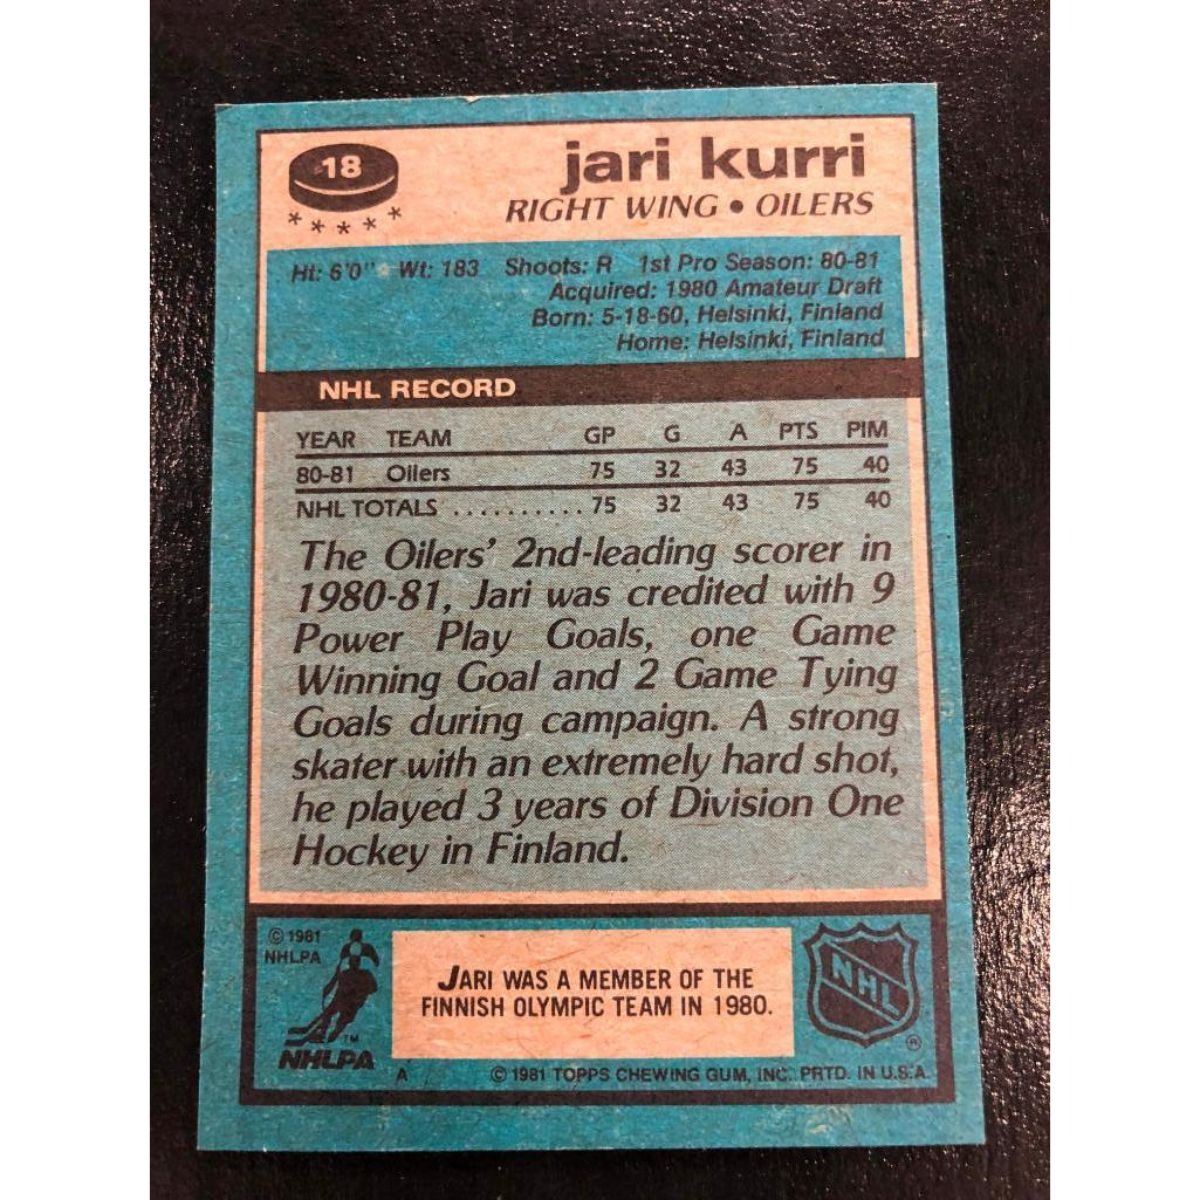 18
jari kurri
RIGHT WING • OILERS
Ht: 6'0" Wt: 183 Shoots: R 1st Pro Season: 80-81
Acquired: 1980 Amateur Draft
Born: 5-18-60, Helsinki, Finland
Home: Helsinki, Finland
NHL RECORD
YEAR TEAM GP G A PTS PIM
80-81 Oilers 75 32 43 75 40
NHL TOTALS .......... 75 32 43 75 40
The Oilers' 2nd-leading scorer in
1980-81, Jari was credited with 9
Power Play Goals, one Game
Winning Goal and 2 Game Tying
Goals during campaign. A strong
skater with an extremely hard shot,
he played 3 years of Division One
Hockey in Finland.
© 1981
NHLPA
TM
NHLPA
JARI WAS A MEMBER OF THE
FINNISH OLYMPIC TEAM IN 1980.
NHL
®
A © 1981 TOPPS CHEWING GUM, INC. PRTD. IN U.S.A.